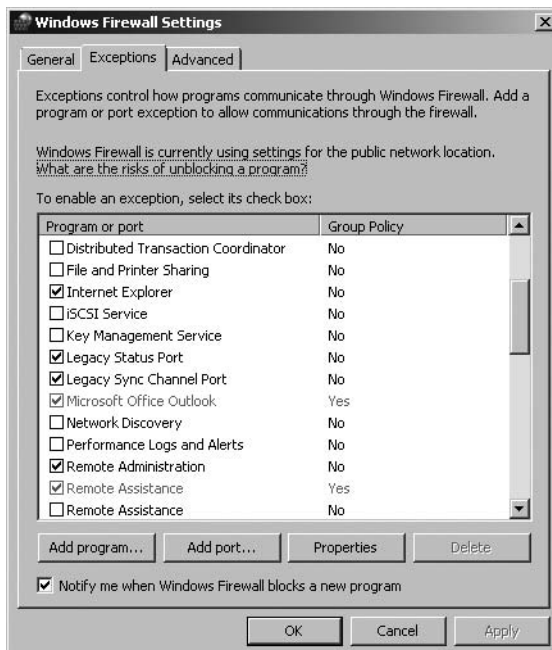 Windows Firewall Settings
General Exceptions Advanced
Exceptions control how programs communicate through Windows Firewall. Add a
program or port exception to allow communications through the firewall.
Windows Firewall is currently using settings for the public network location.
What are the risks of unblocking a program?
To enable an exception, select its check box:
Program or port Group Policy
Distributed Transaction Coordinator No
File and Printer Sharing No
Internet Explorer No
iSCSI Service No
Key Management Service No
Legacy Status Port No
Legacy Sync Channel Port No
Microsoft Office Outlook Yes
Network Discovery No
Performance Logs and Alerts No
Remote Administration No
Remote Assistance Yes
Remote Assistance No
Add program... Add port... Properties Delete
Notify me when Windows Firewall blocks a new program
OK Cancel Apply